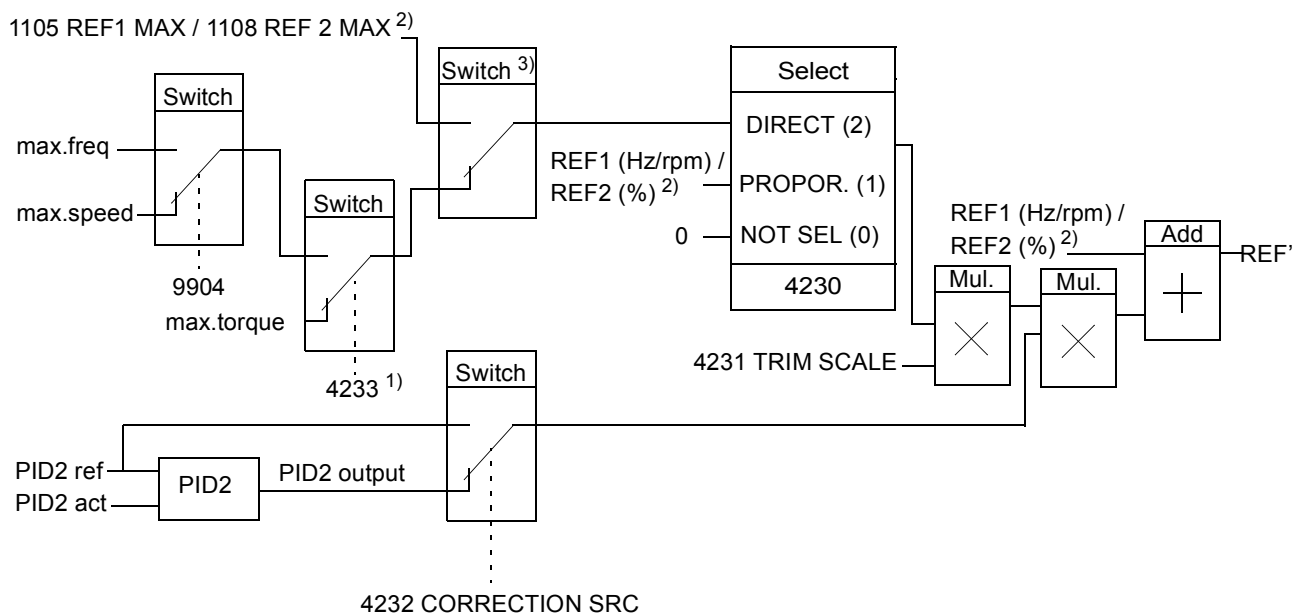 1105 REF1 MAX / 1108 REF 2 MAX 2)
Switch
max.freq
max.speed
9904
Switch
max.torque
4233 1)
Switch 3)
Select
DIRECT (2)
REF1 (Hz/rpm) /
REF2 (%) 2)
PROPOR. (1)
0
NOT SEL (0)
4230
REF1 (Hz/rpm) /
REF2 (%) 2)
Add
+
REF’
Mul.
Mul.
4231 TRIM SCALE
Switch
PID2 ref
PID2 act
PID2
PID2 output
4232 CORRECTION SRC